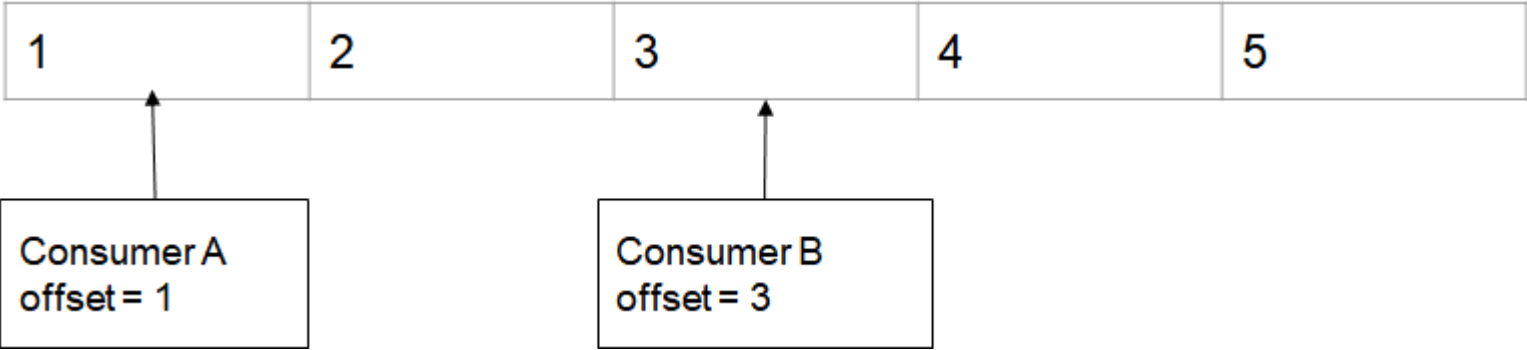 1 2 3 4 5
Consumer A
offset = 1
Consumer B
offset = 3